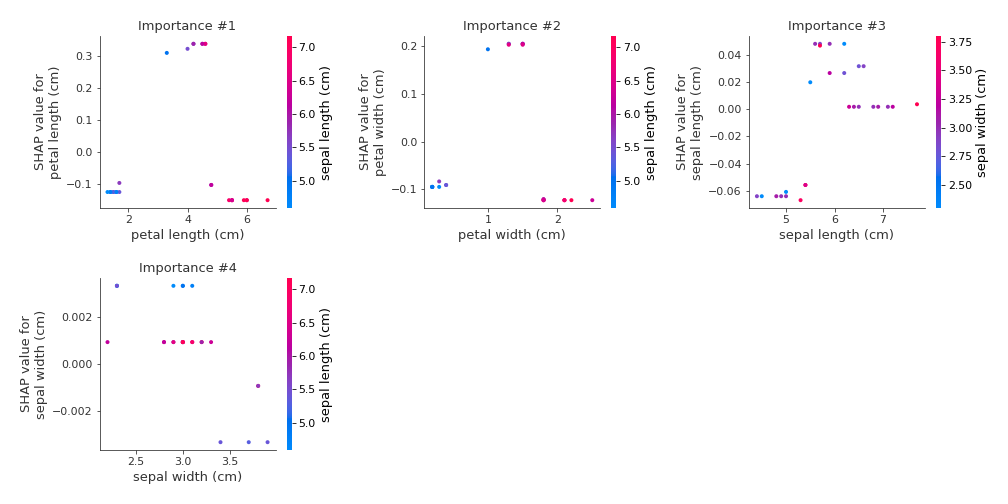 Importance #1
SHAP value for
petal length (cm)
0.3
0.2
0.1
0.0
−0.1
2
4
6
petal length (cm)
7.0
6.5
6.0
5.5
5.0
sepal length (cm)
Importance #2
SHAP value for
petal width (cm)
0.2
0.1
0.0
−0.1
1
2
petal width (cm)
7.0
6.5
6.0
5.5
5.0
sepal length (cm)
Importance #3
SHAP value for
sepal length (cm)
0.04
0.02
0.00
−0.02
−0.04
−0.06
5
6
7
sepal length (cm)
3.75
3.50
3.25
3.00
2.75
2.50
sepal width (cm)
Importance #4
SHAP value for
sepal width (cm)
0.002
0.000
−0.002
2.5
3.0
3.5
sepal width (cm)
7.0
6.5
6.0
5.5
5.0
sepal length (cm)